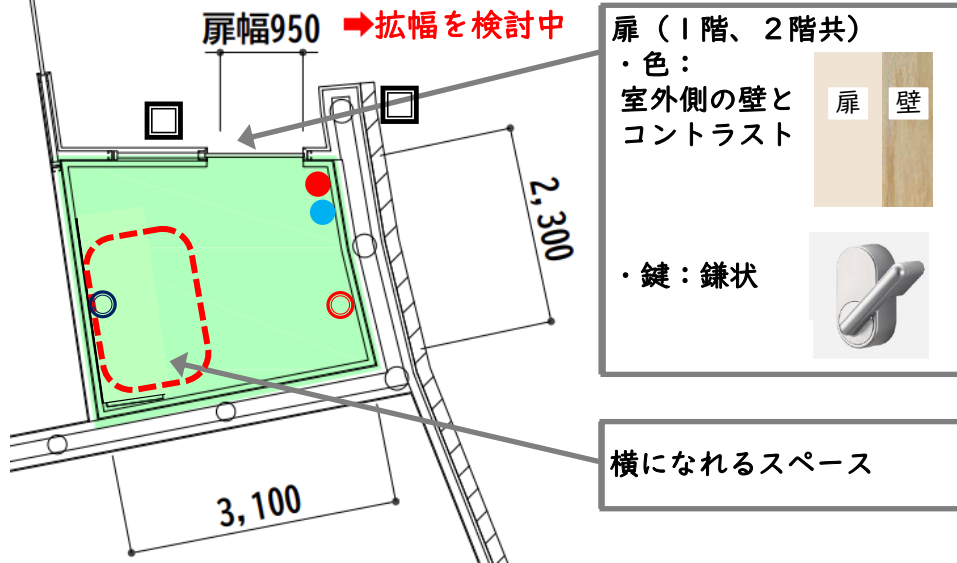 扉幅950 ➡拡幅を検討中
扉（１階、２階共）
・色：
室外側の壁と
コントラスト
扉 壁
・鍵：鎌状
2,300
横になれるスペース
3,100